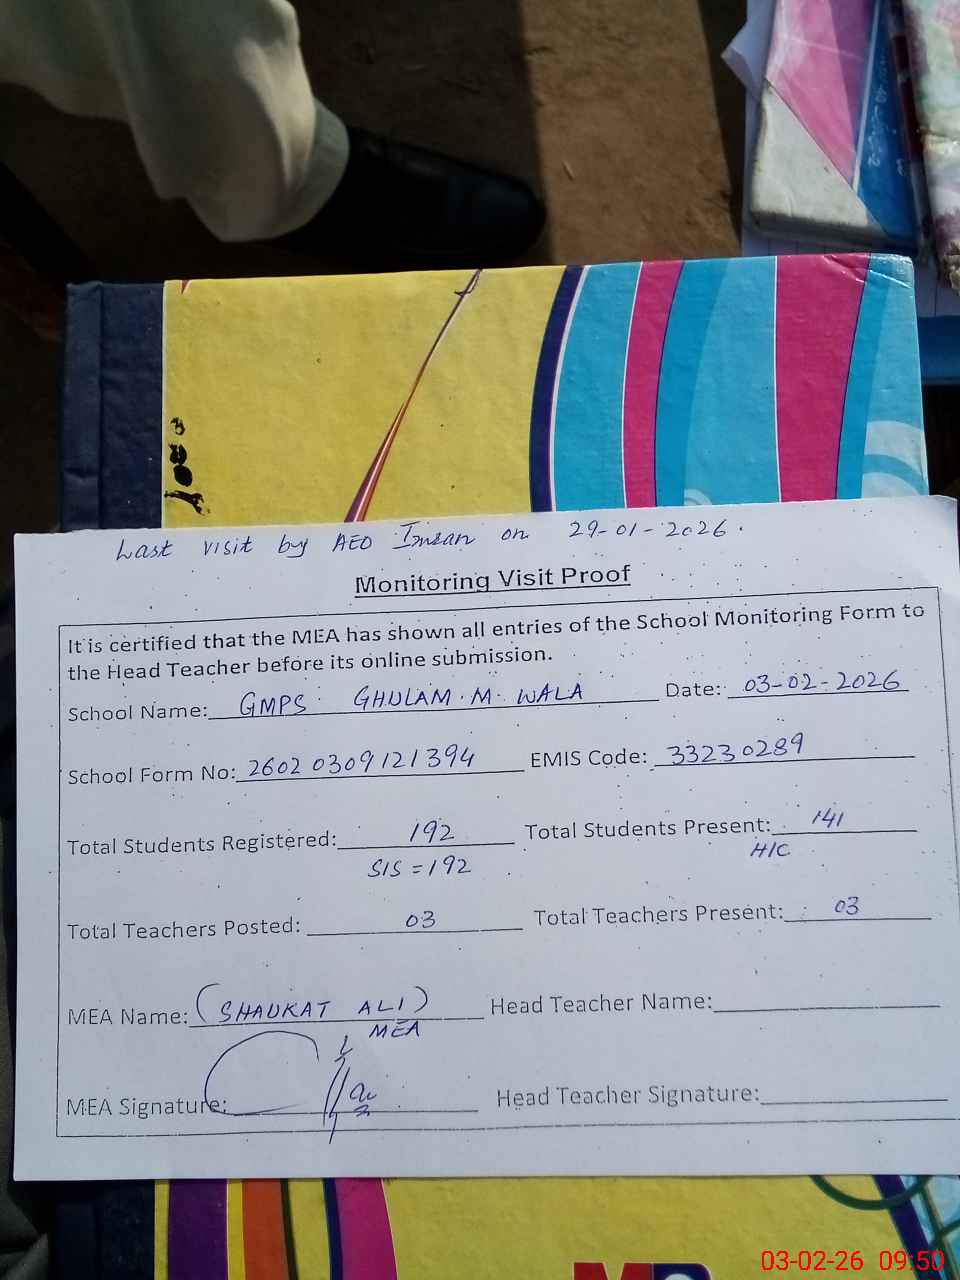 Last visit by AEO Imran on 29-01-2026.
Monitoring Visit Proof
It is certified that the MEA has shown all entries of the School Monitoring Form to
the Head Teacher before its online submission.
School Name: GMPS GHULAM.M.WALA Date: 03-02-2026
School Form No: 26020309121394 EMIS Code: 33230289
Total Students Registered: 192 Total Students Present: 141
SIS = 192 H/C
Total Teachers Posted: 03 Total Teachers Present: 03
MEA Name: (SHAUKAT ALI) Head Teacher Name:
MEA
MEA Signature: Head Teacher Signature:
03-02-26 09:50